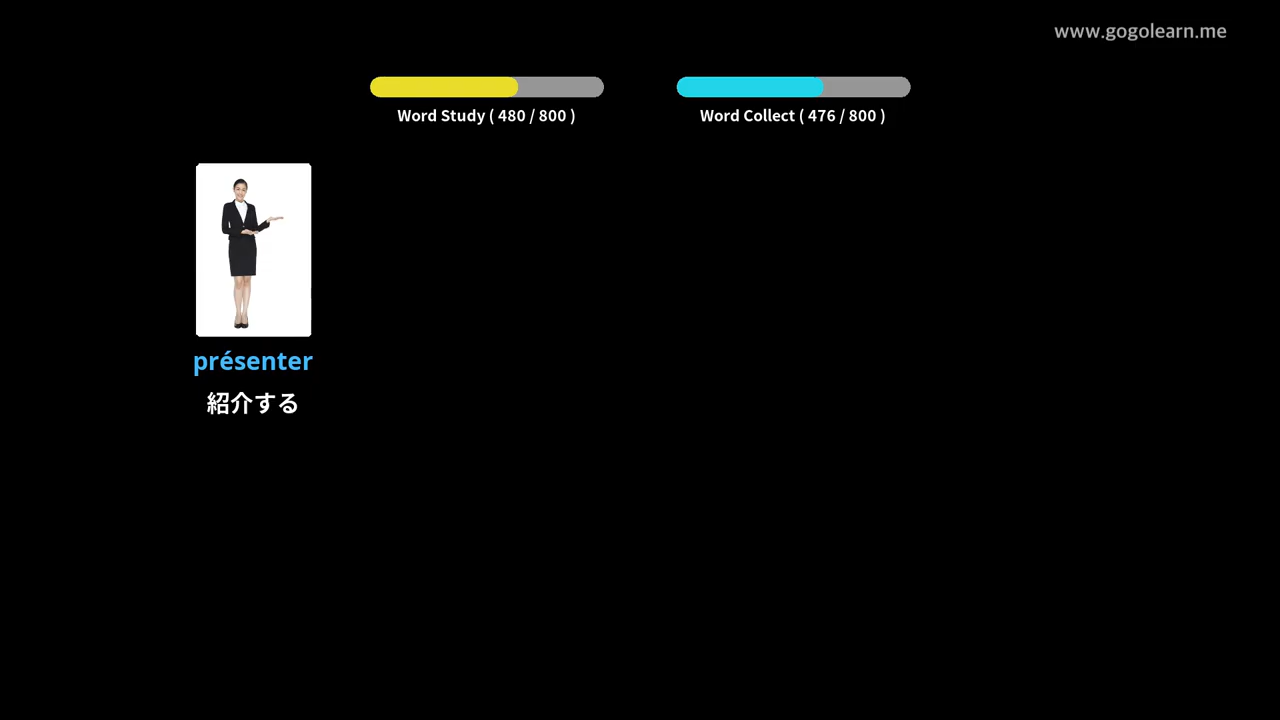 www.gogolearn.me
Word Study ( 480 / 800 )
Word Collect ( 476 / 800 )
présenter
紹介する